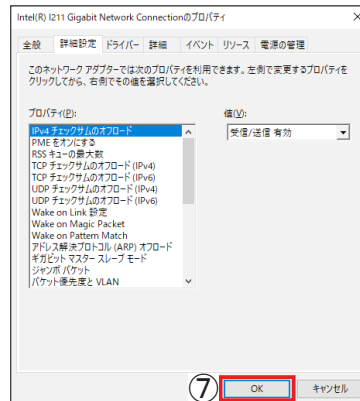 Intel(R) I211 Gigabit Network Connectionのプロパティ
全般 詳細設定 ドライバー 詳細 イベント リソース 電源の管理
このネットワーク アダプターでは次のプロパティを利用できます。左側で変更するプロパティを
クリックしてから、右側でその値を選択してください。
プロパティ(P):
値(V):
IPv4 チェックサムのオフロード
受信/送信 有効
PME をオンにする
RSS キューの最大数
TCP チェックサムのオフロード (IPv4)
TCP チェックサムのオフロード (IPv6)
UDP チェックサムのオフロード (IPv4)
UDP チェックサムのオフロード (IPv6)
Wake on Link 設定
Wake on Magic Packet
Wake on Pattern Match
アドレス解決プロトコル (ARP) オフロード
ギガビット マスター スレーブ モード
ジャンボ パケット
パケット優先度と VLAN
⑦
OK
キャンセル